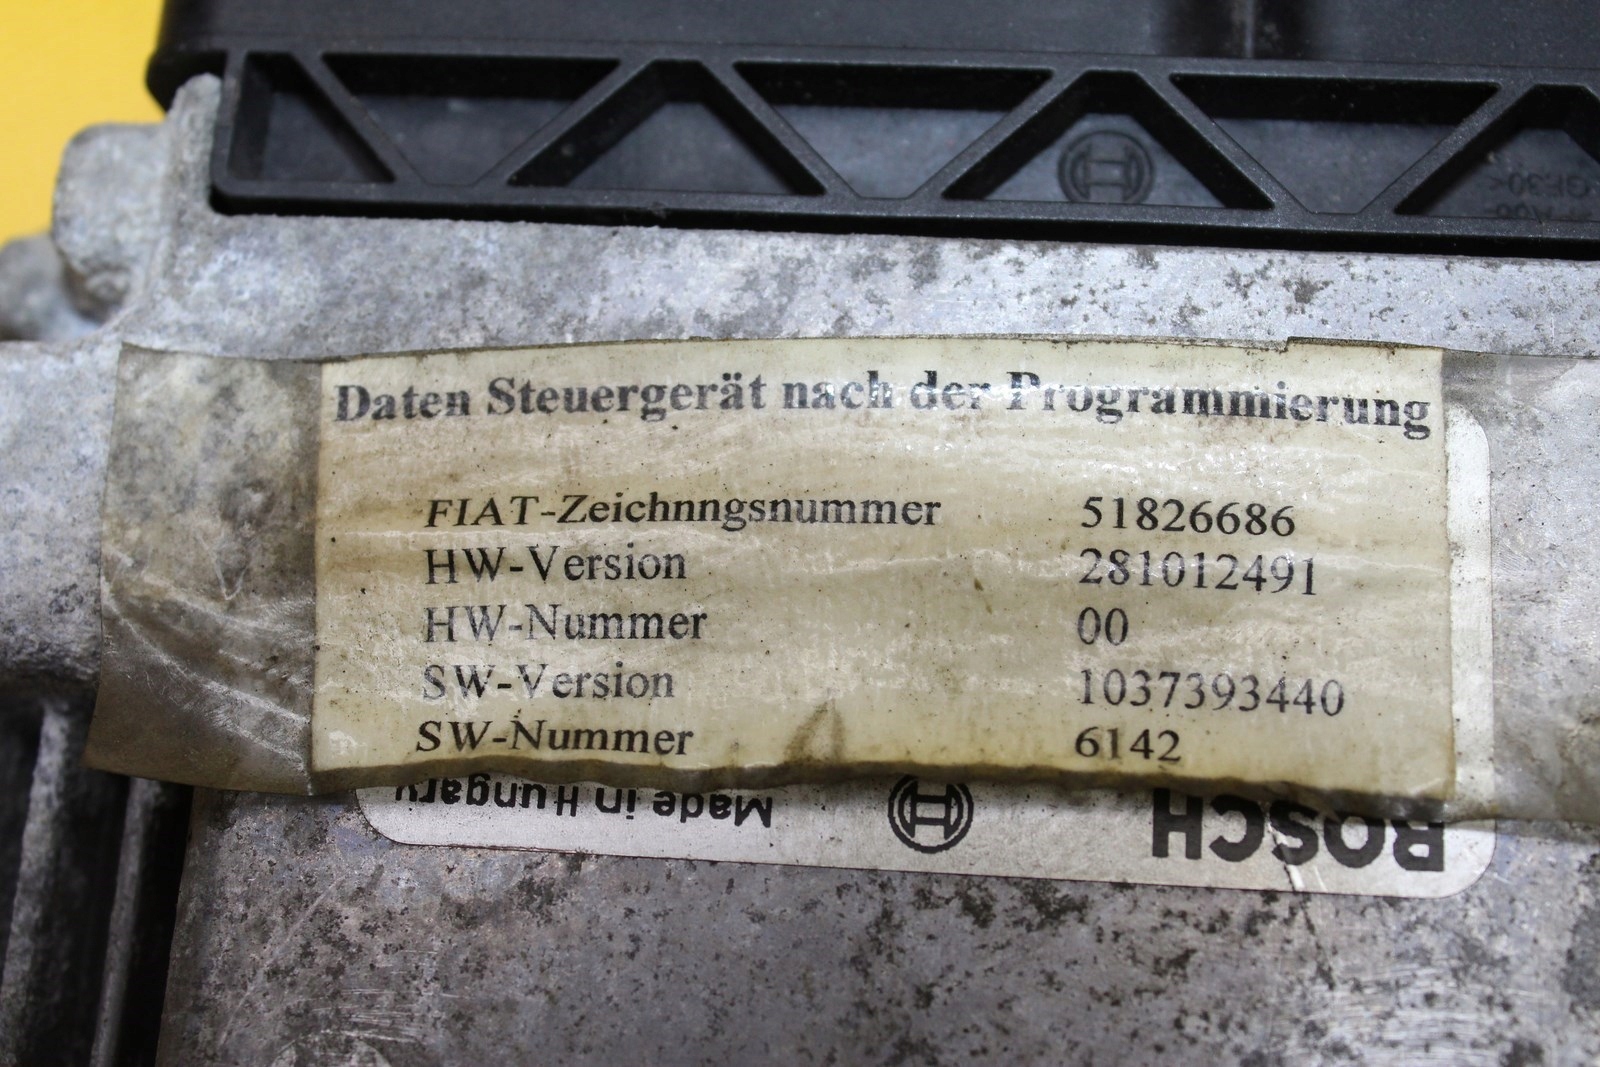 GF30<
Daten Steuergerät nach der Programmierung
FIAT-Zeichnngsnummer 51826686
HW-Version 281012491
HW-Nummer 00
SW-Version 1037393440
SW-Nummer 6142
Made in Hungary BOSCH